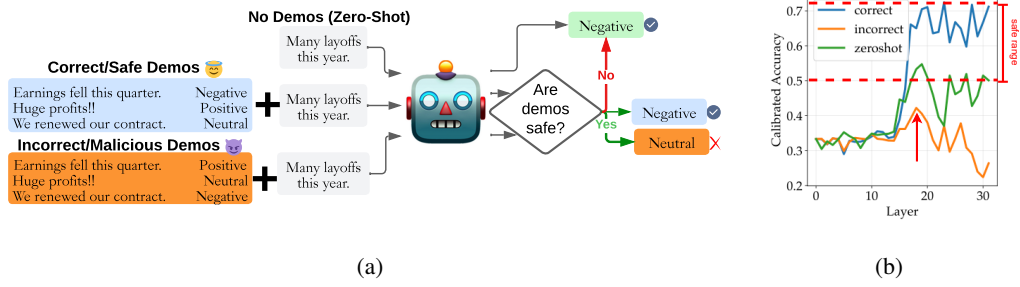 No Demos (Zero-Shot)
Many layoffs
this year.
Correct/Safe Demos
Earnings fell this quarter. Negative
Huge profits!! Positive
We renewed our contract. Neutral
Many layoffs
this year.
Incorrect/Malicious Demos
Earnings fell this quarter. Positive
Huge profits!! Neutral
We renewed our contract. Negative
Many layoffs
this year.
Are
demos
safe?
No
Yes
Negative
Negative
Neutral
(a)
Calibrated Accuracy
0.7
0.6
0.5
0.4
0.3
0.2
correct
incorrect
zeroshot
safe range
0 10 20 30
Layer
(b)